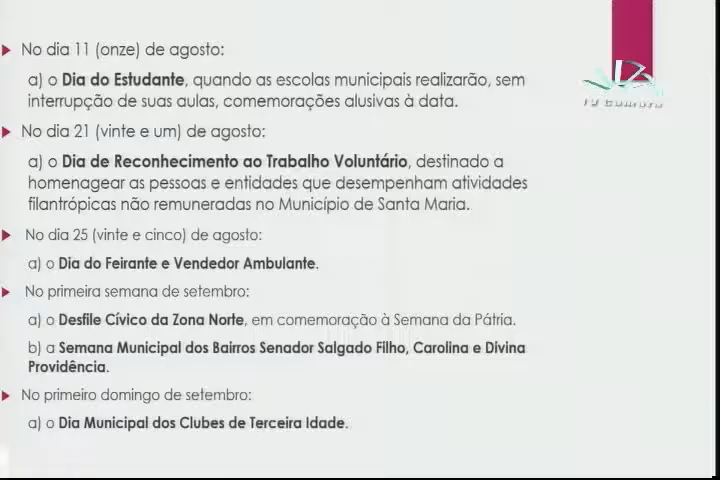 No dia 11 (onze) de agosto:
a) o Dia do Estudante, quando as escolas municipais realizarão, sem
interrupção de suas aulas, comemorações alusivas à data.
No dia 21 (vinte e um) de agosto:
a) o Dia de Reconhecimento ao Trabalho Voluntário, destinado a
homenagear as pessoas e entidades que desempenham atividades
filantrópicas não remuneradas no Município de Santa Maria.
No dia 25 (vinte e cinco) de agosto:
a) o Dia do Feirante e Vendedor Ambulante.
No primeira semana de setembro:
a) o Desfile Cívico da Zona Norte, em comemoração à Semana da Pátria.
b) a Semana Municipal dos Bairros Senador Salgado Filho, Carolina e Divina
Providência.
No primeiro domingo de setembro:
a) o Dia Municipal dos Clubes de Terceira Idade.